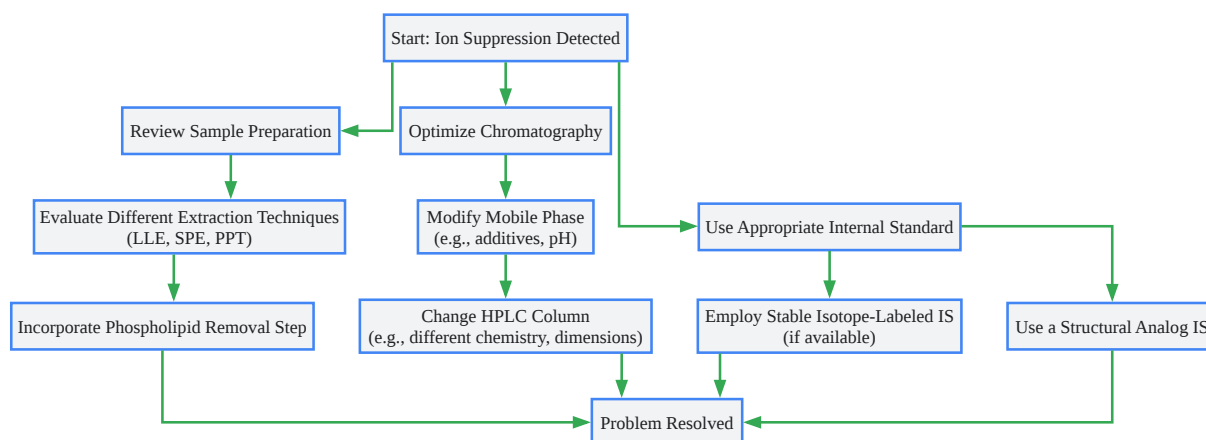 Start: Ion Suppression Detected
Review Sample Preparation
Optimize Chromatography
Evaluate Different Extraction Techniques
(LLE, SPE, PPT)
Modify Mobile Phase
(e.g., additives, pH)
Use Appropriate Internal Standard
Incorporate Phospholipid Removal Step
Change HPLC Column
(e.g., different chemistry, dimensions)
Employ Stable Isotope-Labeled IS
(if available)
Use a Structural Analog IS
Problem Resolved